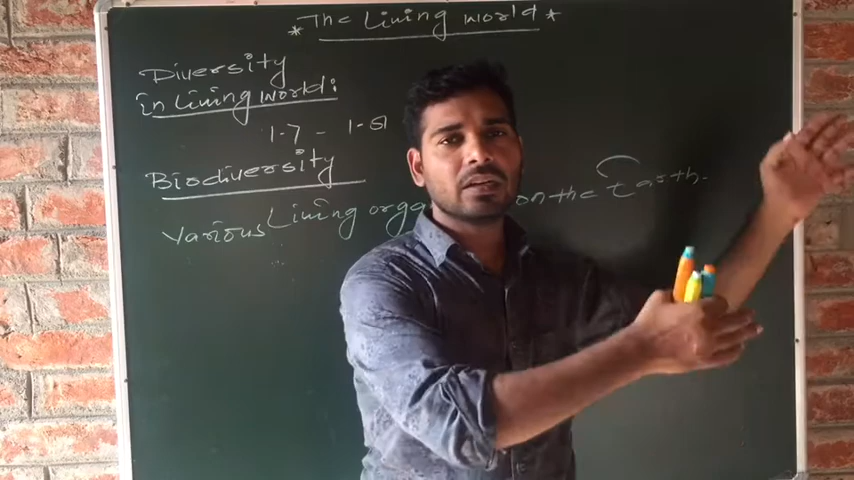 * The Living world *
Diversity
in Living world:
1-7 - 1-8
Biodiversity
Various Living orga on the Earth.